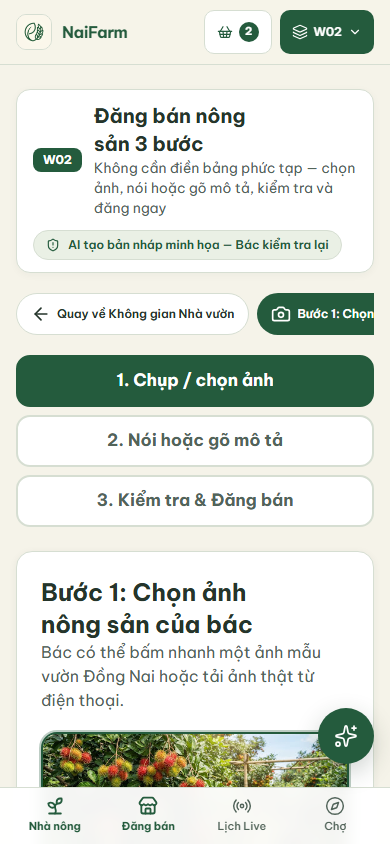 NaiFarm
2
W02
Đăng bán nông
sản 3 bước
W02
Không cần điền bảng phức tạp — chọn
ảnh, nói hoặc gõ mô tả, kiểm tra và
đăng ngay
AI tạo bản nháp minh họa — Bác kiểm tra lại
Quay về Không gian Nhà vườn
Bước 1: Chọn
1. Chụp / chọn ảnh
2. Nói hoặc gõ mô tả
3. Kiểm tra & Đăng bán
Bước 1: Chọn ảnh
nông sản của bác
Bác có thể bấm nhanh một ảnh mẫu
vườn Đồng Nai hoặc tải ảnh thật từ
điện thoại.
Nhà nông
Đăng bán
Lịch Live
Chợ